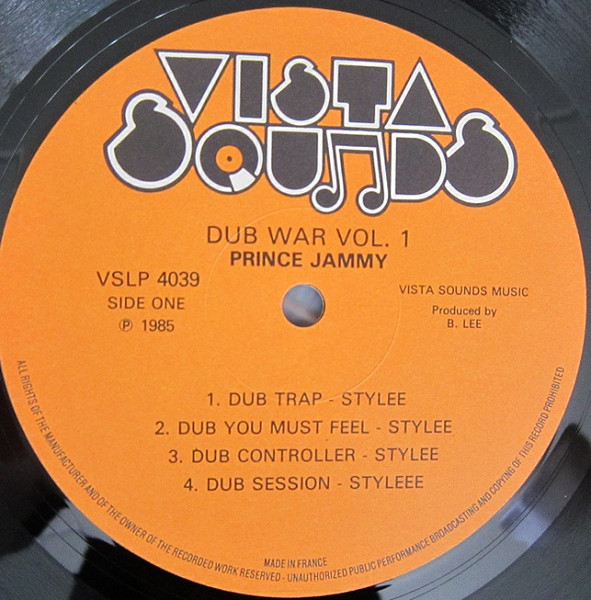 VISTA
SOUNDS
DUB WAR VOL. 1
PRINCE JAMMY
VSLP 4039
SIDE ONE
Ⓟ 1985
VISTA SOUNDS MUSIC
Produced by
B. LEE
1. DUB TRAP - STYLEE
2. DUB YOU MUST FEEL - STYLEE
3. DUB CONTROLLER - STYLEE
4. DUB SESSION - STYLEEE
MADE IN FRANCE
ALL RIGHTS OF THE MANUFACTURER AND OF THE OWNER OF THE RECORDED WORK RESERVED - UNAUTHORIZED PUBLIC PERFORMANCE BROADCASTING AND COPYING OF THIS RECORD PROHIBITED